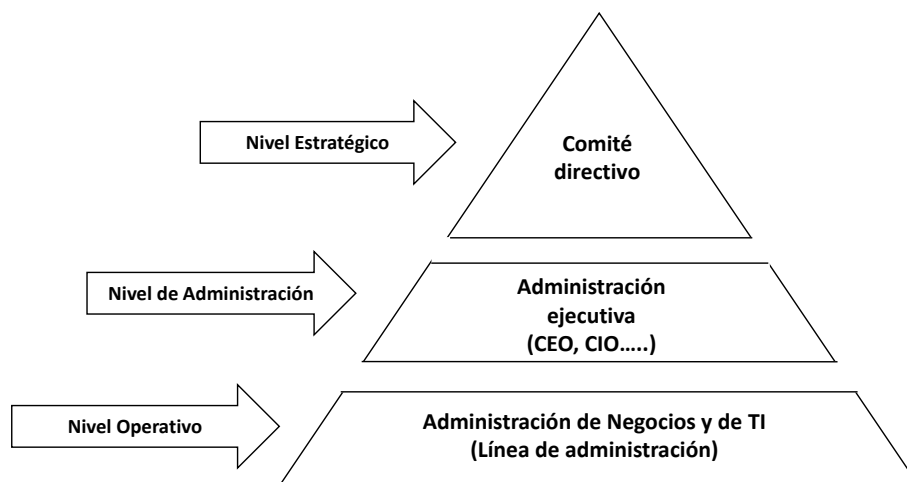 Nivel Estratégico
Comité
directivo
Nivel de Administración
Administración
ejecutiva
(CEO, CIO…..)
Nivel Operativo
Administración de Negocios y de TI
(Línea de administración)